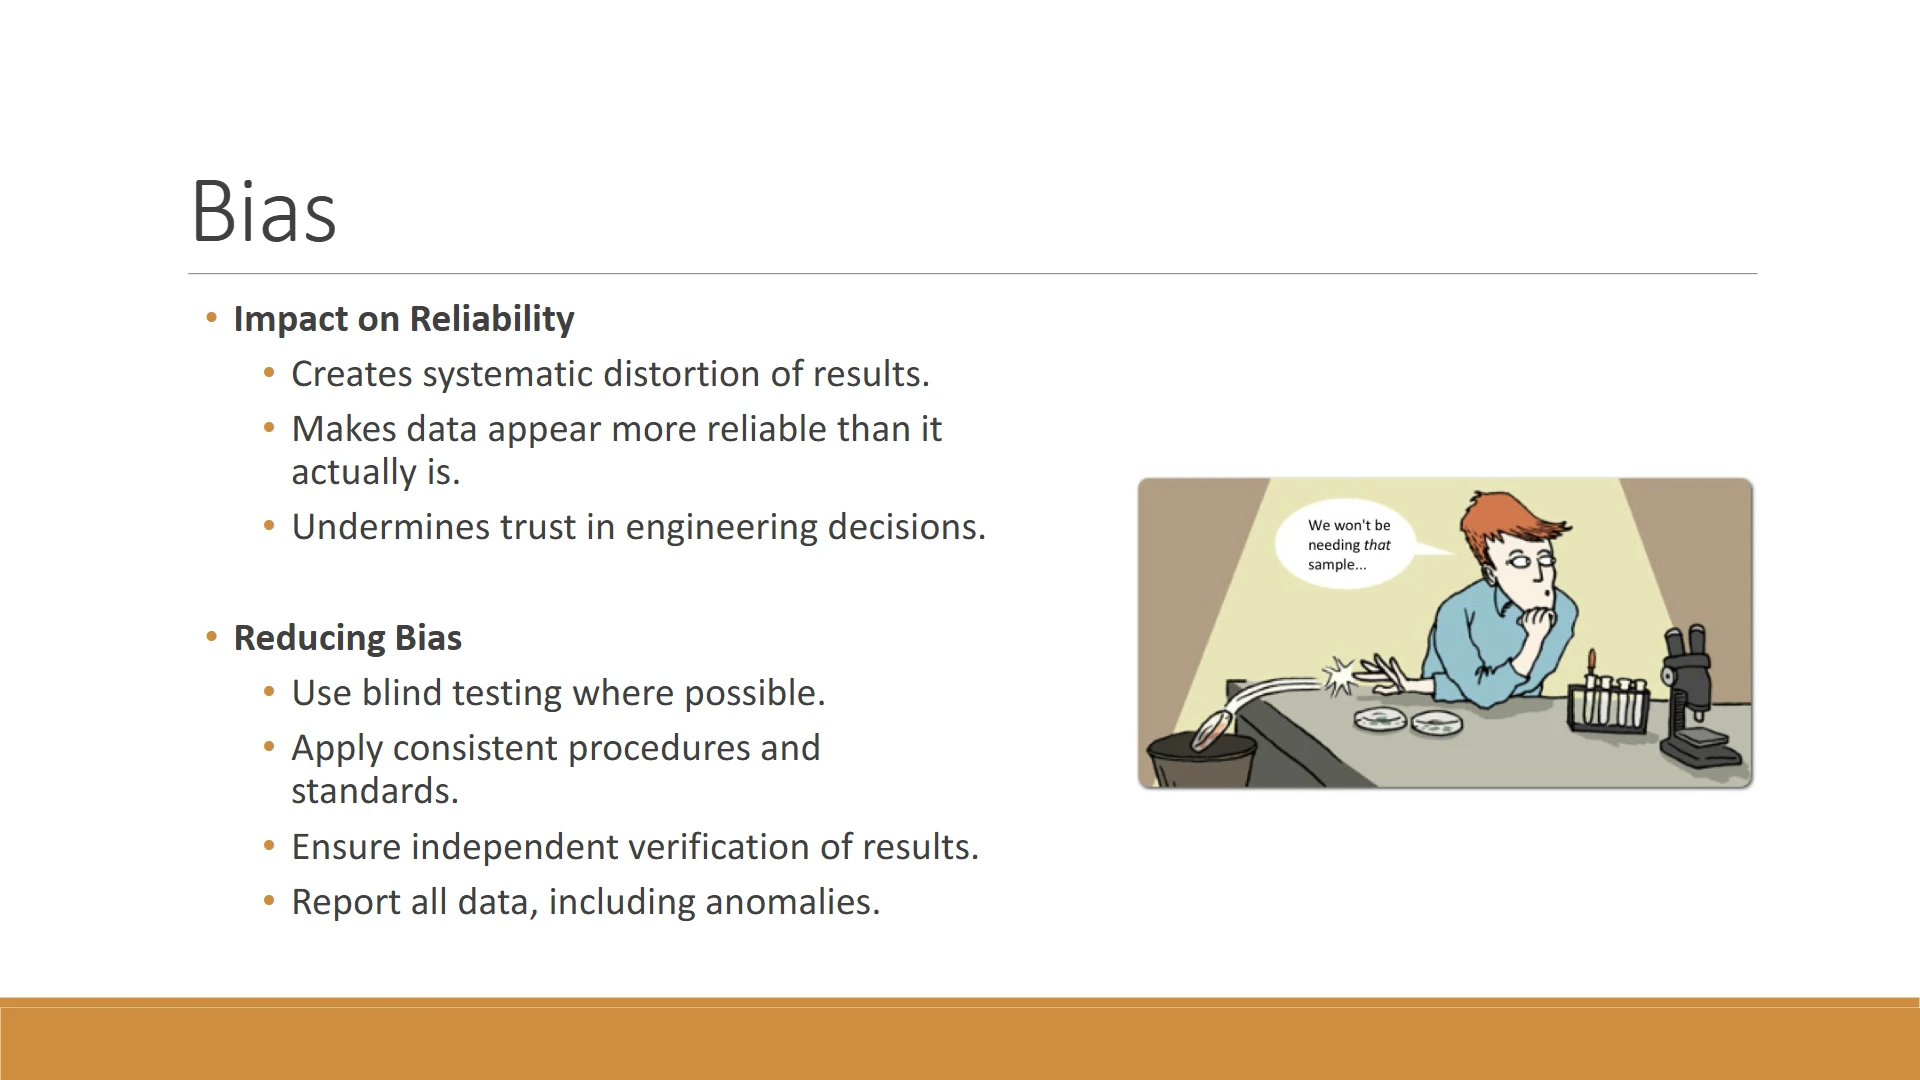 Bias
• Impact on Reliability
• Creates systematic distortion of results.
• Makes data appear more reliable than it
actually is.
• Undermines trust in engineering decisions.
• Reducing Bias
• Use blind testing where possible.
• Apply consistent procedures and
standards.
• Ensure independent verification of results.
• Report all data, including anomalies.
We won't be
needing that
sample...